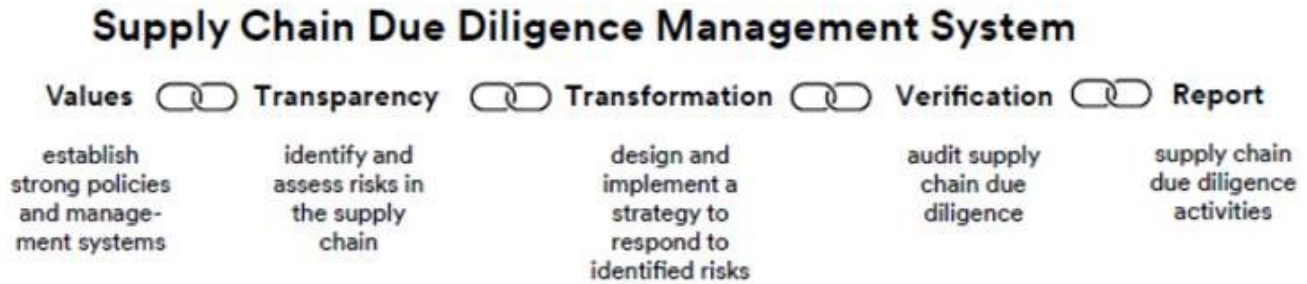 Supply Chain Due Diligence Management System
Values Transparency Transformation Verification Report
establish
strong policies
and manage-
ment systems
identify and
assess risks in
the supply
chain
design and
implement a
strategy to
respond to
identified risks
audit supply
chain due
diligence
supply chain
due diligence
activities